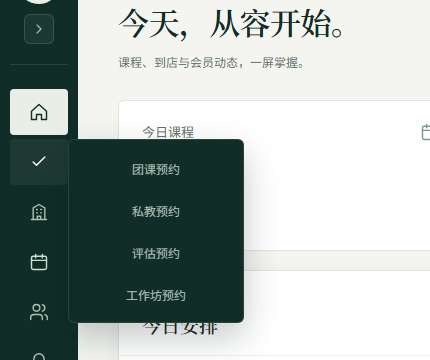 今天，从容开始。
课程、到店与会员动态，一屏掌握。
今日课程
团课预约
私教预约
评估预约
工作坊预约
今日安排